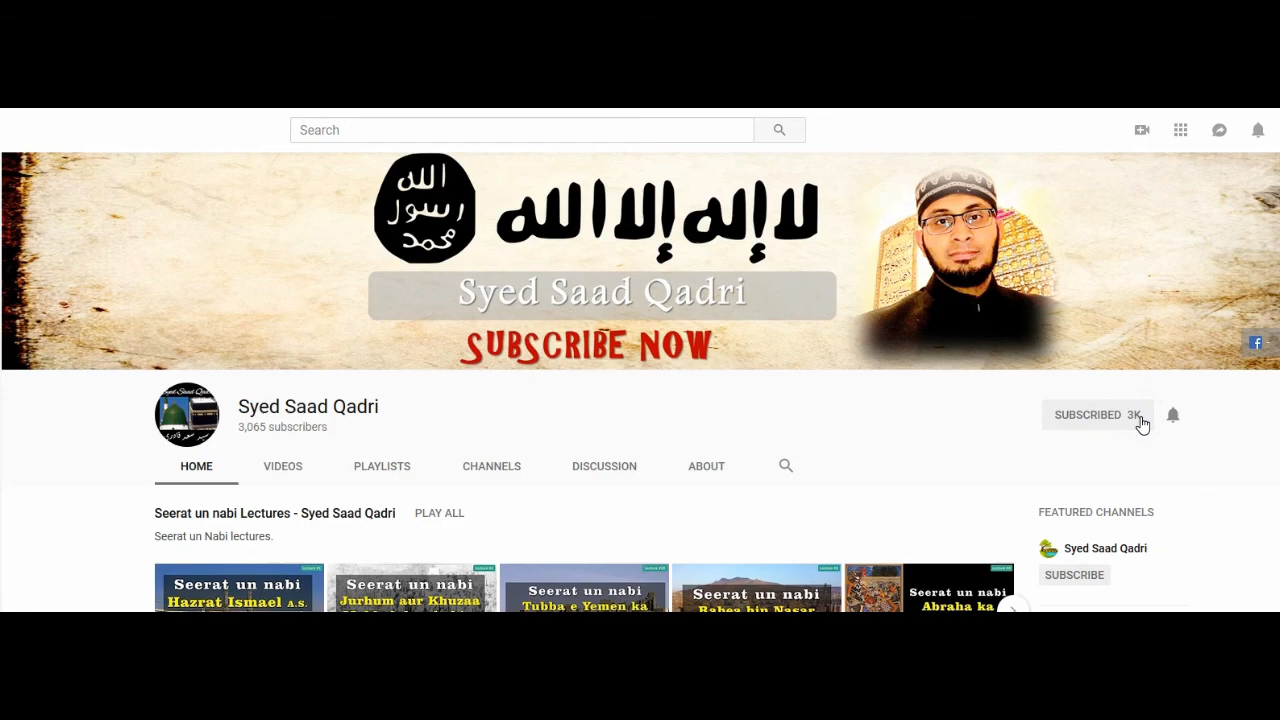 Search
الله
رسول
محمد
لا إله إلا الله
Syed Saad Qadri
SUBSCRIBE NOW
Syed Saad Qadri
3,065 subscribers
SUBSCRIBED 3K
HOME VIDEOS PLAYLISTS CHANNELS DISCUSSION ABOUT
Seerat un nabi Lectures - Syed Saad Qadri PLAY ALL
Seerat un Nabi lectures.
FEATURED CHANNELS
Syed Saad Qadri
SUBSCRIBE
Seerat un nabi
Hazrat Ismael A.S.
Seerat un nabi
Jurhum aur Khuzaa
Seerat un nabi
Tubba e Yemen ka
Seerat un nabi
Rabea bin Nasar
Seerat un nabi
Abraha ka